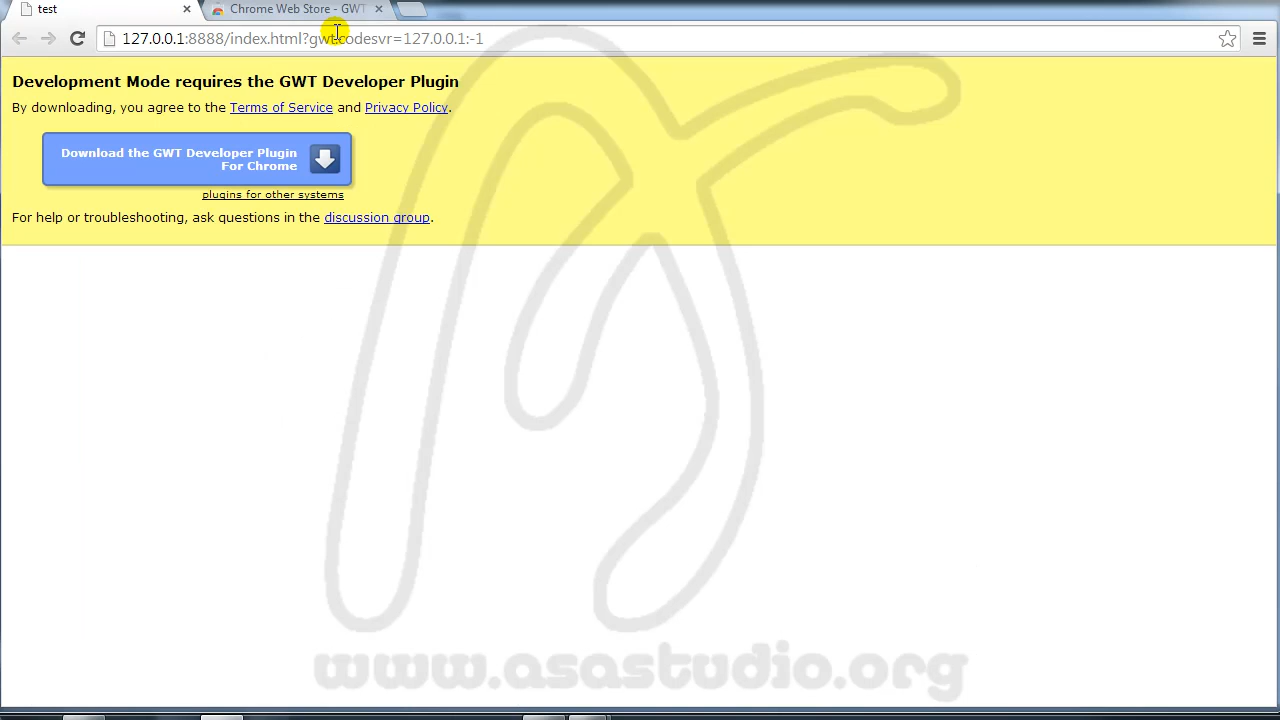 test
Chrome Web Store - GWT
127.0.0.1:8888/index.html?gwt.codesvr=127.0.0.1:-1
Development Mode requires the GWT Developer Plugin
By downloading, you agree to the Terms of Service and Privacy Policy.
Download the GWT Developer Plugin
For Chrome
plugins for other systems
For help or troubleshooting, ask questions in the discussion group.
www.asastudio.org